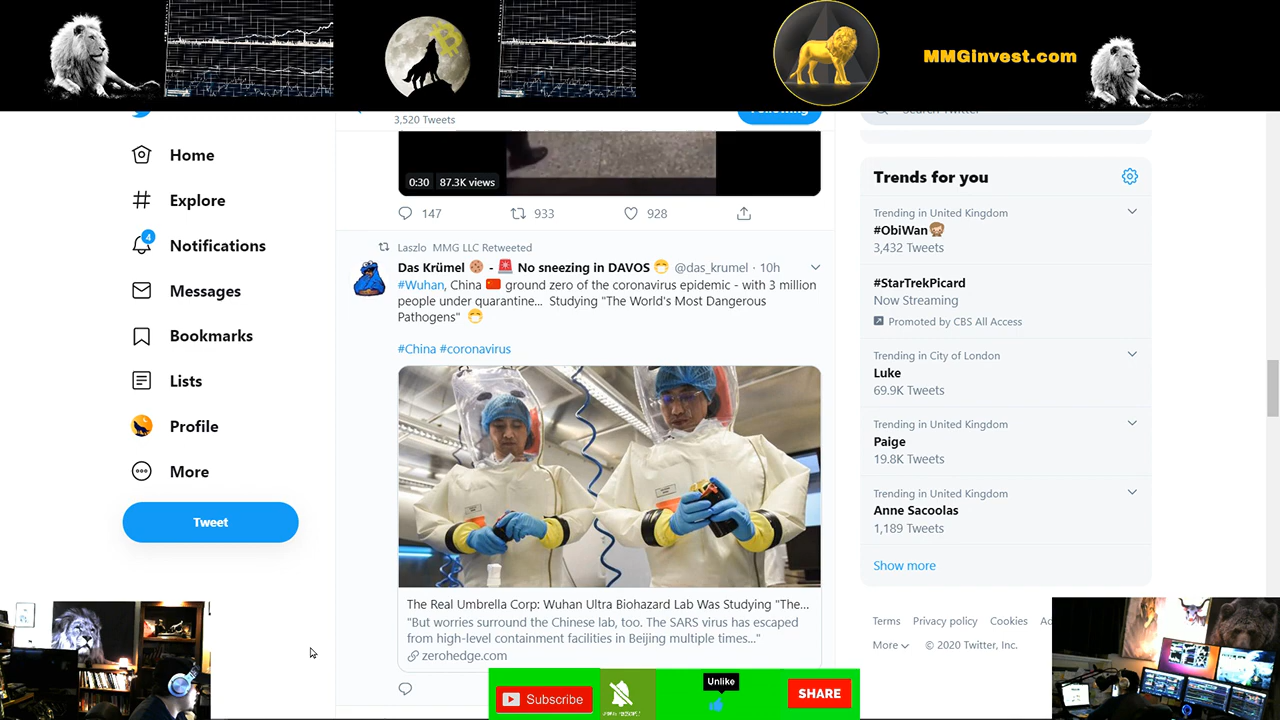 MMGinvest.com
3,520 Tweets
Following
Search Twitter
Home
Explore
4
Notifications
Messages
Bookmarks
Lists
Profile
More
Tweet
0:30 87.3K views
147 933 928
Laszlo MMG LLC Retweeted
Das Krümel 🍪 - 🚨 No sneezing in DAVOS 😷 @das_krumel · 10h
#Wuhan, China 🇨🇳 ground zero of the coronavirus epidemic - with 3 million
people under quarantine... Studying "The World's Most Dangerous
Pathogens" 😷
#China #coronavirus
The Real Umbrella Corp: Wuhan Ultra Biohazard Lab Was Studying "The...
"But worries surround the Chinese lab, too. The SARS virus has escaped
from high-level containment facilities in Beijing multiple times..."
zerohedge.com
Trends for you
Trending in United Kingdom
#ObiWan
3,432 Tweets
#StarTrekPicard
Now Streaming
Promoted by CBS All Access
Trending in City of London
Luke
69.9K Tweets
Trending in United Kingdom
Paige
19.8K Tweets
Trending in United Kingdom
Anne Sacoolas
1,189 Tweets
Show more
Terms Privacy policy Cookies
More © 2020 Twitter, Inc.
Subscribe
Unlike
SHARE